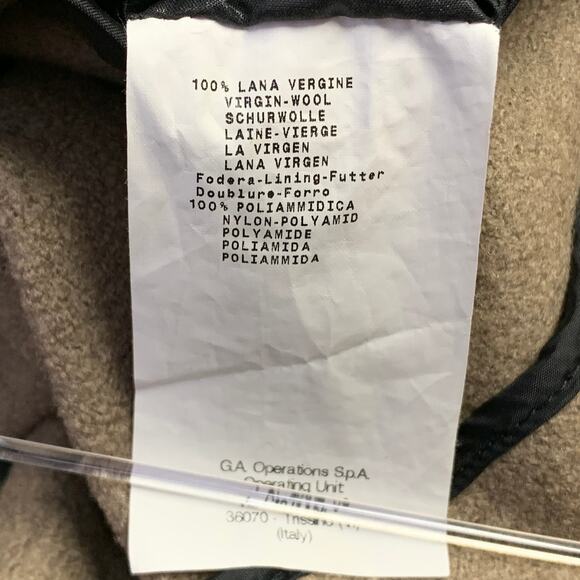 100% LANA VERGINE
VIRGIN-WOOL
SCHURWOLLE
LAINE-VIERGE
LA VIRGEN
LANA VIRGEN
Fodera-Lining-Futter
Doublure-Forro
100% POLIAMMIDICA
NYLON-POLYAMID
POLYAMIDE
POLIAMIDA
POLIAMMIDA
G.A. Operations S.p.A.
Operating Unit
36070 - Trissino
(Italy)